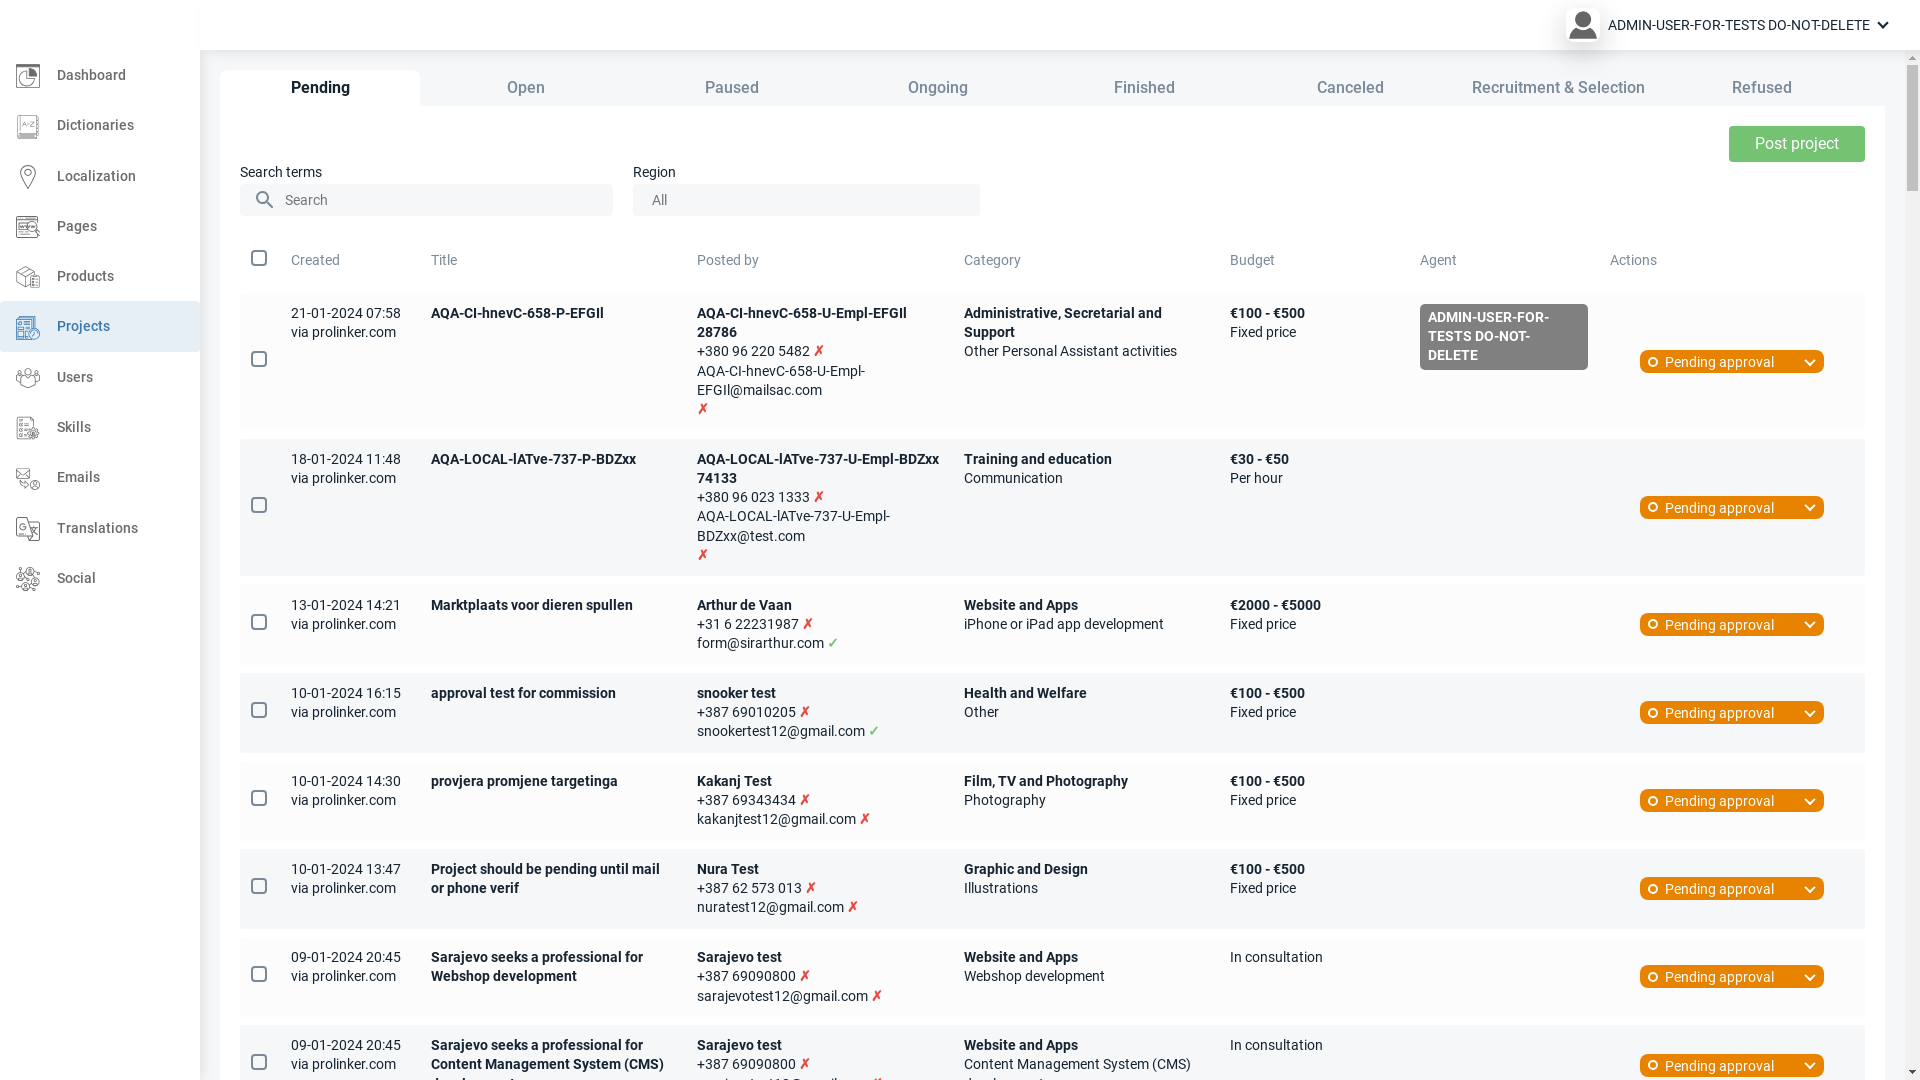 ADMIN-USER-FOR-TESTS DO-NOT-DELETE
Dashboard
Dictionaries
Localization
Pages
Products
Projects
Users
Skills
Emails
Translations
Social
Pending Open Paused Ongoing Finished Canceled Recruitment & Selection Refused
Post project
Search terms Region
Search All
Created Title Posted by Category Budget Agent Actions
21-01-2024 07:58 AQA-CI-hnevC-658-P-EFGIl AQA-CI-hnevC-658-U-Empl-EFGIl Administrative, Secretarial and €100 - €500 ADMIN-USER-FOR-
via prolinker.com 28786 Support Fixed price TESTS DO-NOT-
+380 96 220 5482 ✗ Other Personal Assistant activities DELETE Pending approval
AQA-CI-hnevC-658-U-Empl-
EFGIl@mailsac.com
✗
18-01-2024 11:48 AQA-LOCAL-lATve-737-P-BDZxx AQA-LOCAL-lATve-737-U-Empl-BDZxx Training and education €30 - €50
via prolinker.com 74133 Communication Per hour
+380 96 023 1333 ✗ Pending approval
AQA-LOCAL-lATve-737-U-Empl-
BDZxx@test.com
✗
13-01-2024 14:21 Marktplaats voor dieren spullen Arthur de Vaan Website and Apps €2000 - €5000
via prolinker.com +31 6 22231987 ✗ iPhone or iPad app development Fixed price Pending approval
form@sirarthur.com ✓
10-01-2024 16:15 approval test for commission snooker test Health and Welfare €100 - €500
via prolinker.com +387 69010205 ✗ Other Fixed price Pending approval
snookertest12@gmail.com ✓
10-01-2024 14:30 provjera promjene targetinga Kakanj Test Film, TV and Photography €100 - €500
via prolinker.com +387 69343434 ✗ Photography Fixed price Pending approval
kakanjtest12@gmail.com ✗
10-01-2024 13:47 Project should be pending until mail Nura Test Graphic and Design €100 - €500
via prolinker.com or phone verif +387 62 573 013 ✗ Illustrations Fixed price Pending approval
nuratest12@gmail.com ✗
09-01-2024 20:45 Sarajevo seeks a professional for Sarajevo test Website and Apps In consultation
via prolinker.com Webshop development +387 69090800 ✗ Webshop development Pending approval
sarajevotest12@gmail.com ✗
09-01-2024 20:45 Sarajevo seeks a professional for Sarajevo test Website and Apps In consultation
via prolinker.com Content Management System (CMS) +387 69090800 ✗ Content Management System (CMS) Pending approval